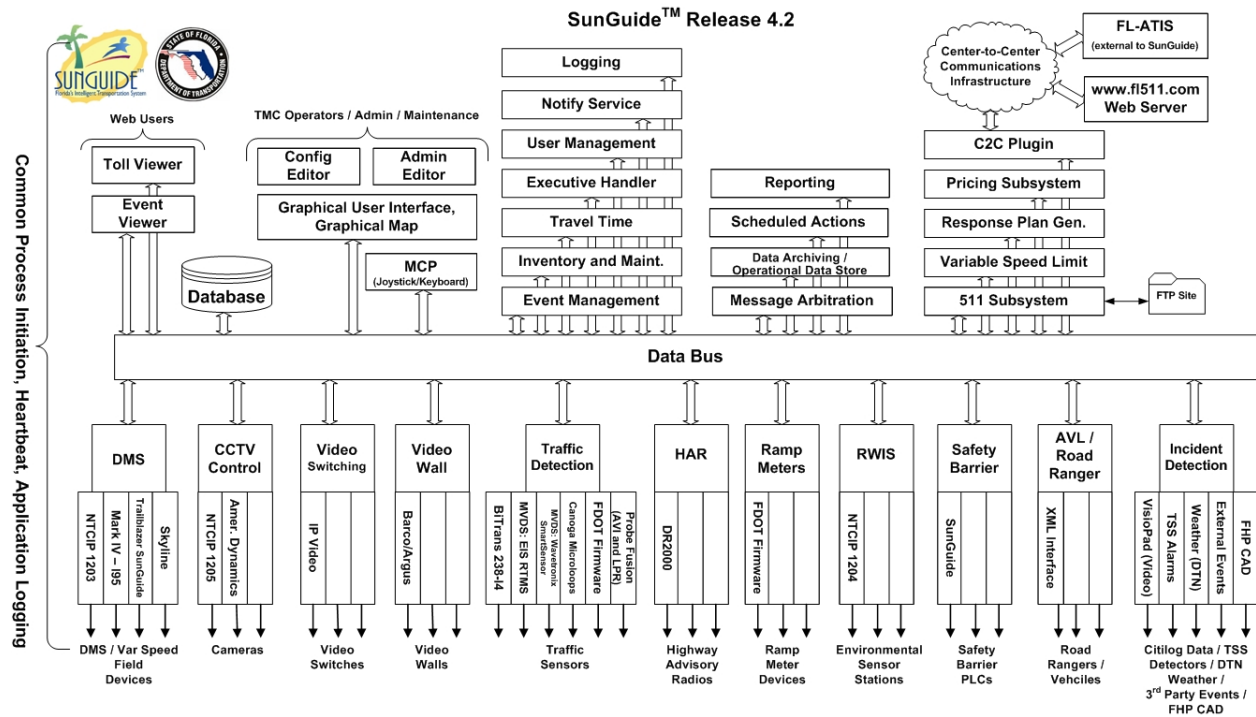 SunGuide™ Release 4.2
SUNGUIDE
Florida's Intelligent Transportation System
STATE OF FLORIDA
DEPARTMENT OF TRANSPORTATION
Common Process Initiation, Heartbeat, Application Logging
Web Users
Toll Viewer
Event
Viewer
Database
TMC Operators / Admin / Maintenance
Config
Editor
Admin
Editor
Graphical User Interface,
Graphical Map
MCP
(Joystick/Keyboard)
Logging
Notify Service
User Management
Executive Handler
Travel Time
Inventory and Maint.
Event Management
Reporting
Scheduled Actions
Data Archiving /
Operational Data Store
Message Arbitration
Center-to-Center
Communications
Infrastructure
FL-ATIS
(external to SunGuide)
www.fl511.com
Web Server
C2C Plugin
Pricing Subsystem
Response Plan Gen.
Variable Speed Limit
511 Subsystem
FTP Site
Data Bus
DMS
NTCIP 1203
Mark IV – I95
Trailblazer SunGuide
Skyline
DMS / Var Speed
Field
Devices
CCTV
Control
NTCIP 1205
Amer. Dynamics
Cameras
Video
Switching
IP Video
Video
Switches
Video
Wall
Barco/Argus
Video
Walls
Traffic
Detection
BiTrans 238-I4
MVDS: EIS RTMS
MVDS: Wavetronix
SmartSensor
Canoga Microloops
FDOT Firmware
Probe Fusion
(AVI and LPR)
Traffic
Sensors
HAR
DR2000
Highway
Advisory
Radios
Ramp
Meters
FDOT Firmware
Ramp
Meter
Devices
RWIS
NTCIP 1204
Environmental
Sensor
Stations
Safety
Barrier
SunGuide
Safety
Barrier
PLCs
AVL /
Road
Ranger
XML Interface
Road
Rangers /
Vehciles
Incident
Detection
VisioPad (Video)
TSS Alarms
Weather (DTN)
External Events
FHP CAD
Citilog Data / TSS
Detectors / DTN
Weather /
3rd Party Events /
FHP CAD